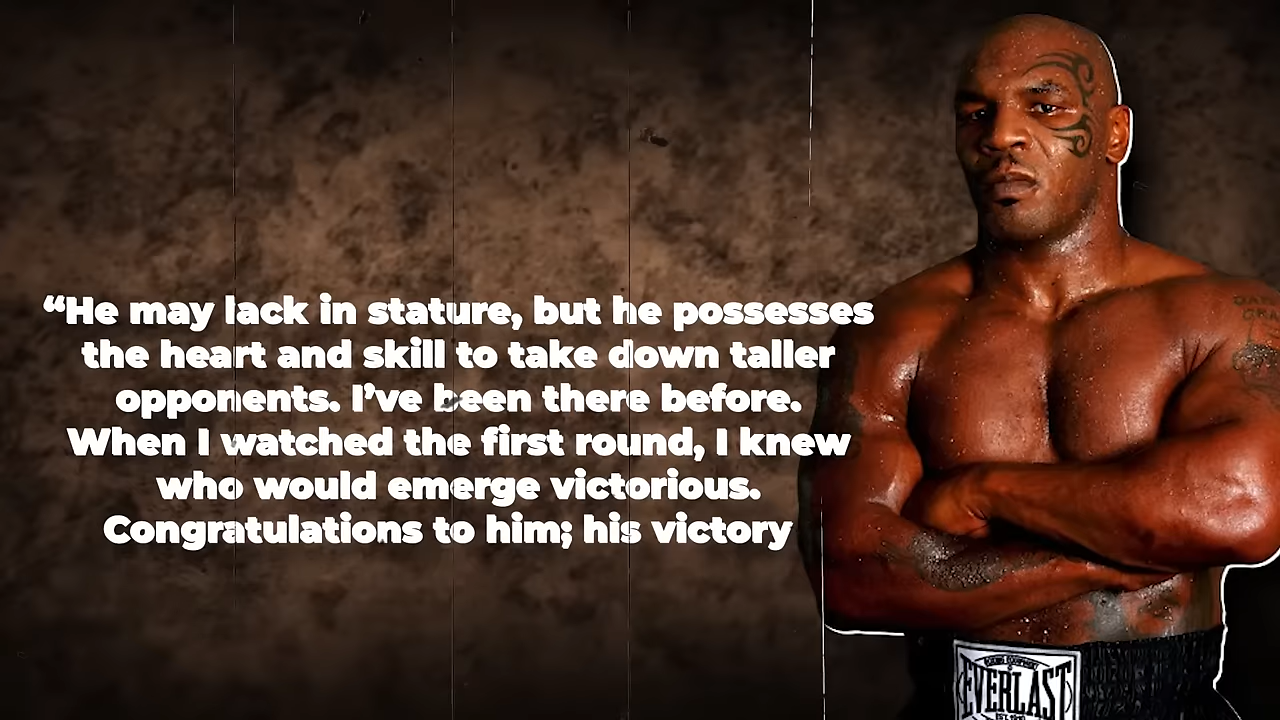 “He may lack in stature, but he possesses
the heart and skill to take down taller
opponents. I’ve been there before.
When I watched the first round, I knew
who would emerge victorious.
Congratulations to him; his victory
EVERLAST